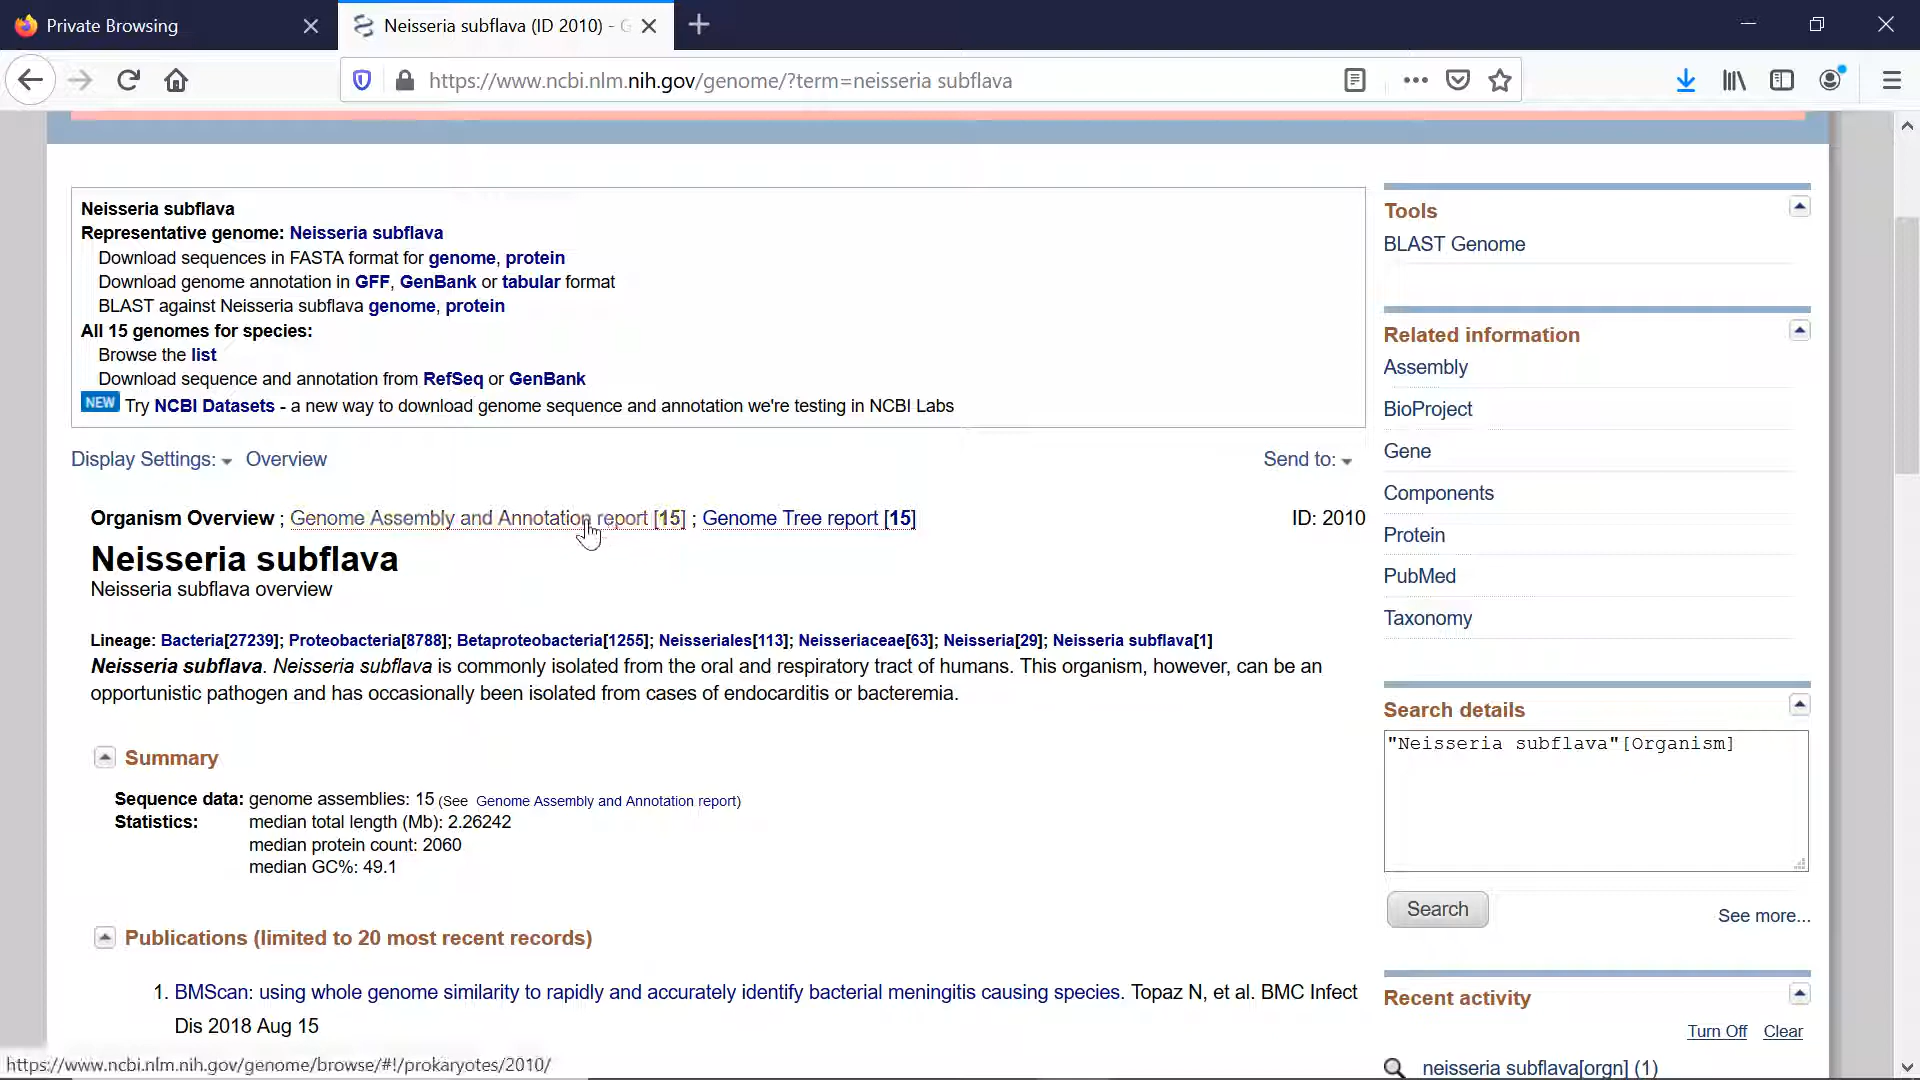 Private Browsing
Neisseria subflava (ID 2010) - G
https://www.ncbi.nlm.nih.gov/genome/?term=neisseria subflava
Neisseria subflava
Representative genome: Neisseria subflava
Download sequences in FASTA format for genome, protein
Download genome annotation in GFF, GenBank or tabular format
BLAST against Neisseria subflava genome, protein
All 15 genomes for species:
Browse the list
Download sequence and annotation from RefSeq or GenBank
NEW Try NCBI Datasets - a new way to download genome sequence and annotation we're testing in NCBI Labs
Display Settings: Overview
Send to:
Organism Overview ; Genome Assembly and Annotation report [15] ; Genome Tree report [15]
ID: 2010
Neisseria subflava
Neisseria subflava overview
Lineage: Bacteria[27239]; Proteobacteria[8788]; Betaproteobacteria[1255]; Neisseriales[113]; Neisseriaceae[63]; Neisseria[29]; Neisseria subflava[1]
Neisseria subflava. Neisseria subflava is commonly isolated from the oral and respiratory tract of humans. This organism, however, can be an
opportunistic pathogen and has occasionally been isolated from cases of endocarditis or bacteremia.
Summary
Sequence data: genome assemblies: 15 (See Genome Assembly and Annotation report)
Statistics: median total length (Mb): 2.26242
median protein count: 2060
median GC%: 49.1
Publications (limited to 20 most recent records)
1. BMScan: using whole genome similarity to rapidly and accurately identify bacterial meningitis causing species. Topaz N, et al. BMC Infect
Dis 2018 Aug 15
Tools
BLAST Genome
Related information
Assembly
BioProject
Gene
Components
Protein
PubMed
Taxonomy
Search details
"Neisseria subflava"[Organism]
Search
See more...
Recent activity
Turn Off Clear
neisseria subflava[orgn] (1)
https://www.ncbi.nlm.nih.gov/genome/browse/#!/prokaryotes/2010/